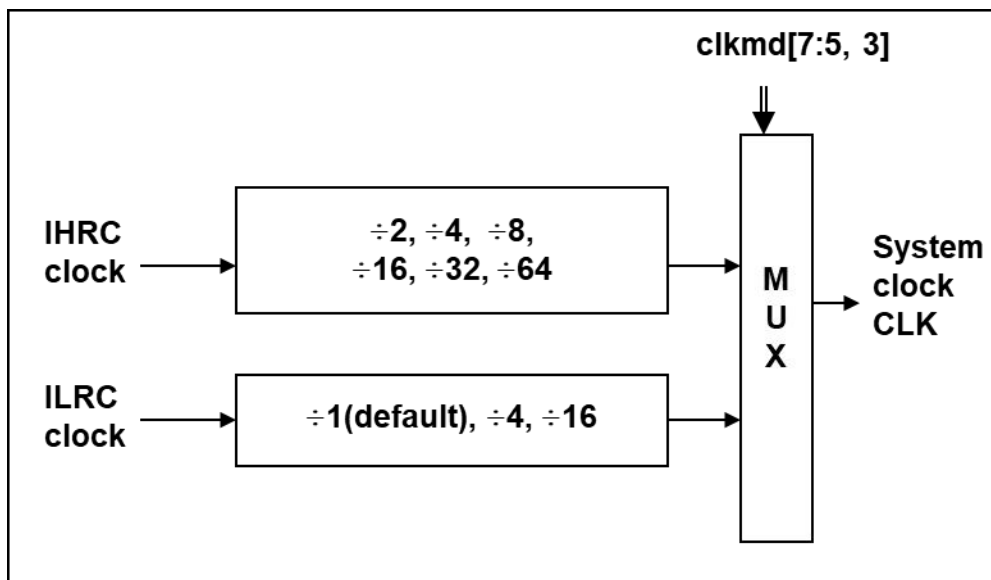 clkmd[7:5, 3]
IHRC
clock
÷2, ÷4, ÷8,
÷16, ÷32, ÷64
M
U
X
System
clock
CLK
ILRC
clock
÷1(default), ÷4, ÷16